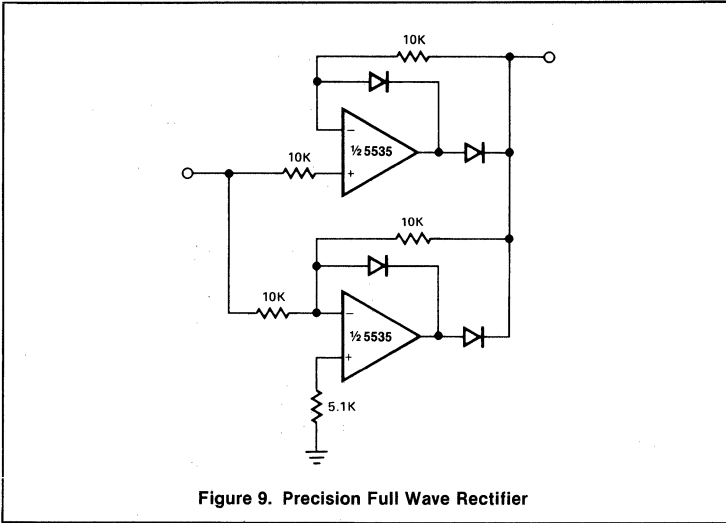 10K
−
½ 5535
+
10K
10K
10K
−
½ 5535
+
5.1K
Figure 9. Precision Full Wave Rectifier